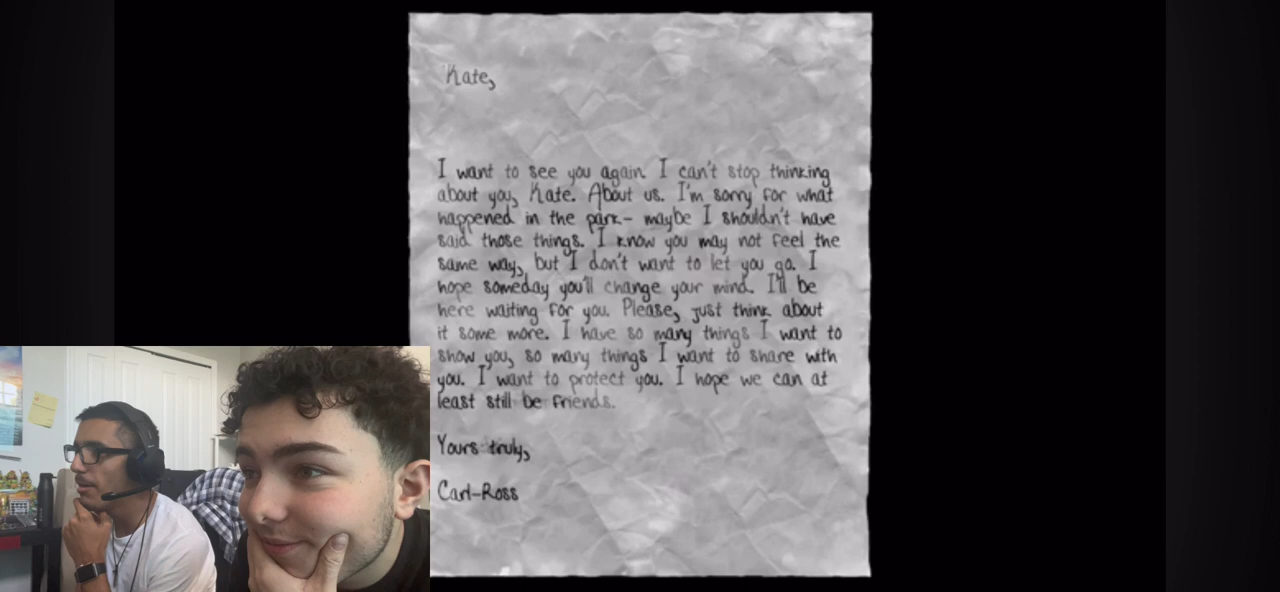 Kate,
I want to see you again. I can't stop thinking
about you, Kate. About us. I'm sorry for what
happened in the park- maybe I shouldn't have
said those things. I know you may not feel the
same way, but I don't want to let you go. I
hope someday you'll change your mind. I'll be
here waiting for you. Please, just think about
it some more. I have so many things I want to
show you, so many things I want to share with
you. I want to protect you. I hope we can at
least still be friends.
Yours truly,
Carl-Ross